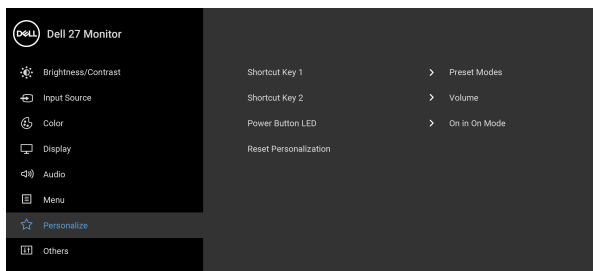 DELL Dell 27 Monitor
Brightness/Contrast Shortcut Key 1 Preset Modes
Input Source Shortcut Key 2 Volume
Color Power Button LED On in On Mode
Display Reset Personalization
Audio
Menu
Personalize
Others